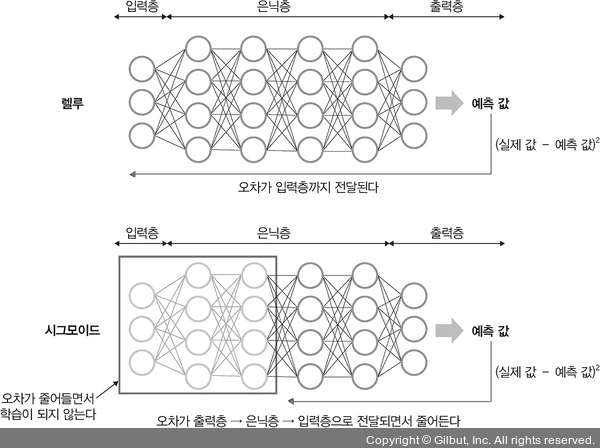 입력층 은닉층 출력층
렐루
예측 값
(실제 값 - 예측 값)²
오차가 입력층까지 전달된다
입력층 은닉층 출력층
시그모이드
예측 값
(실제 값 - 예측 값)²
오차가 줄어들면서
학습이 되지 않는다
오차가 출력층 → 은닉층 → 입력층으로 전달되면서 줄어든다
Copyright © Gilbut, Inc. All rights reserved.